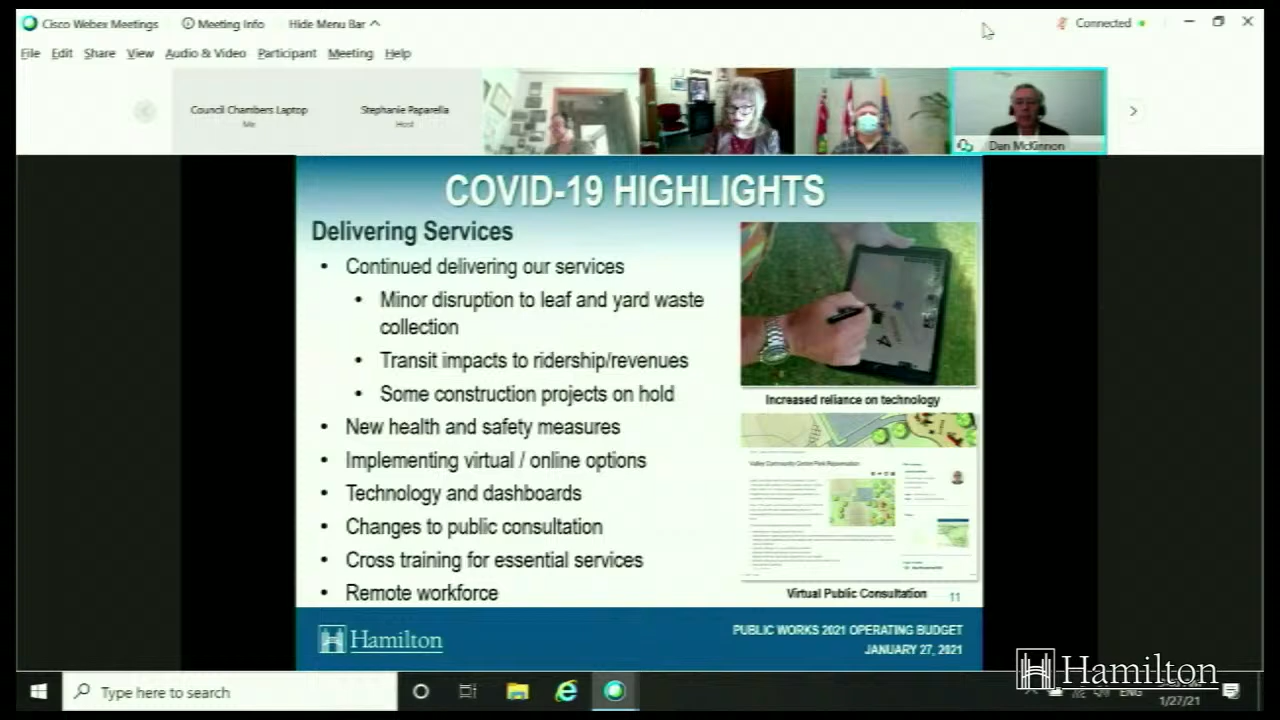 Cisco Webex Meetings
Meeting Info
Hide Menu Bar
Connected
File Edit Share View Audio & Video Participant Meeting Help
Council Chambers Laptop
Me
Stephanie Paparella
Host
Dan McKinnon
COVID-19 HIGHLIGHTS
Delivering Services
• Continued delivering our services
• Minor disruption to leaf and yard waste
collection
• Transit impacts to ridership/revenues
• Some construction projects on hold
• New health and safety measures
• Implementing virtual / online options
• Technology and dashboards
• Changes to public consultation
• Cross training for essential services
• Remote workforce
Increased reliance on technology
Valley Community Centre Park Rejuvenation
Virtual Public Consultation
11
Hamilton
PUBLIC WORKS 2021 OPERATING BUDGET
JANUARY 27, 2021
Hamilton
Type here to search
ENG
1/27/21